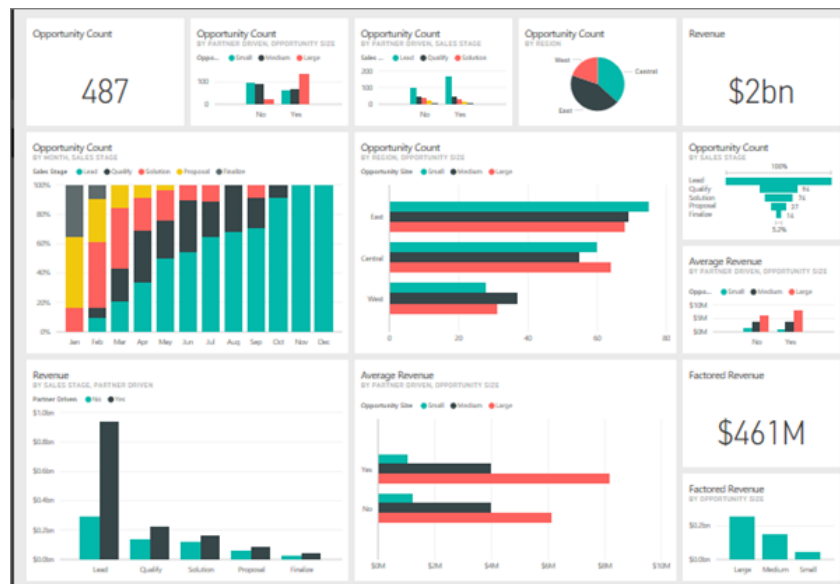 Opportunity Count
487
Opportunity Count
BY PARTNER DRIVEN, OPPORTUNITY SIZE
Oppo... Small Medium Large
100
0
No Yes
Opportunity Count
BY PARTNER DRIVEN, SALES STAGE
Sales ... Lead Qualify Solution
200
100
0
No Yes
Opportunity Count
BY REGION
West
Central
East
Revenue
$2bn
Opportunity Count
BY MONTH, SALES STAGE
Sales Stage Lead Qualify Solution Proposal Finalize
100%
80%
60%
40%
20%
0%
Jan Feb Mar Apr May Jun Jul Aug Sep Oct Nov Dec
Opportunity Count
BY REGION, OPPORTUNITY SIZE
Opportunity Size Small Medium Large
East
Central
West
0 20 40 60 80
Opportunity Count
BY SALES STAGE
100%
Lead
Qualify 94
Solution 76
Proposal 37
Finalize 14
5.2%
Average Revenue
BY PARTNER DRIVEN, OPPORTUNITY SIZE
Oppo... Small Medium Large
$10M
$5M
$0M
No Yes
Revenue
BY SALES STAGE, PARTNER DRIVEN
Partner Driven No Yes
$1.0bn
$0.8bn
$0.6bn
$0.4bn
$0.2bn
$0.0bn
Lead Qualify Solution Proposal Finalize
Average Revenue
BY PARTNER DRIVEN, OPPORTUNITY SIZE
Opportunity Size Small Medium Large
Yes
No
$0M $2M $4M $6M $8M $10M
Factored Revenue
$461M
Factored Revenue
BY OPPORTUNITY SIZE
$0.2bn
$0.0bn
Large Medium Small